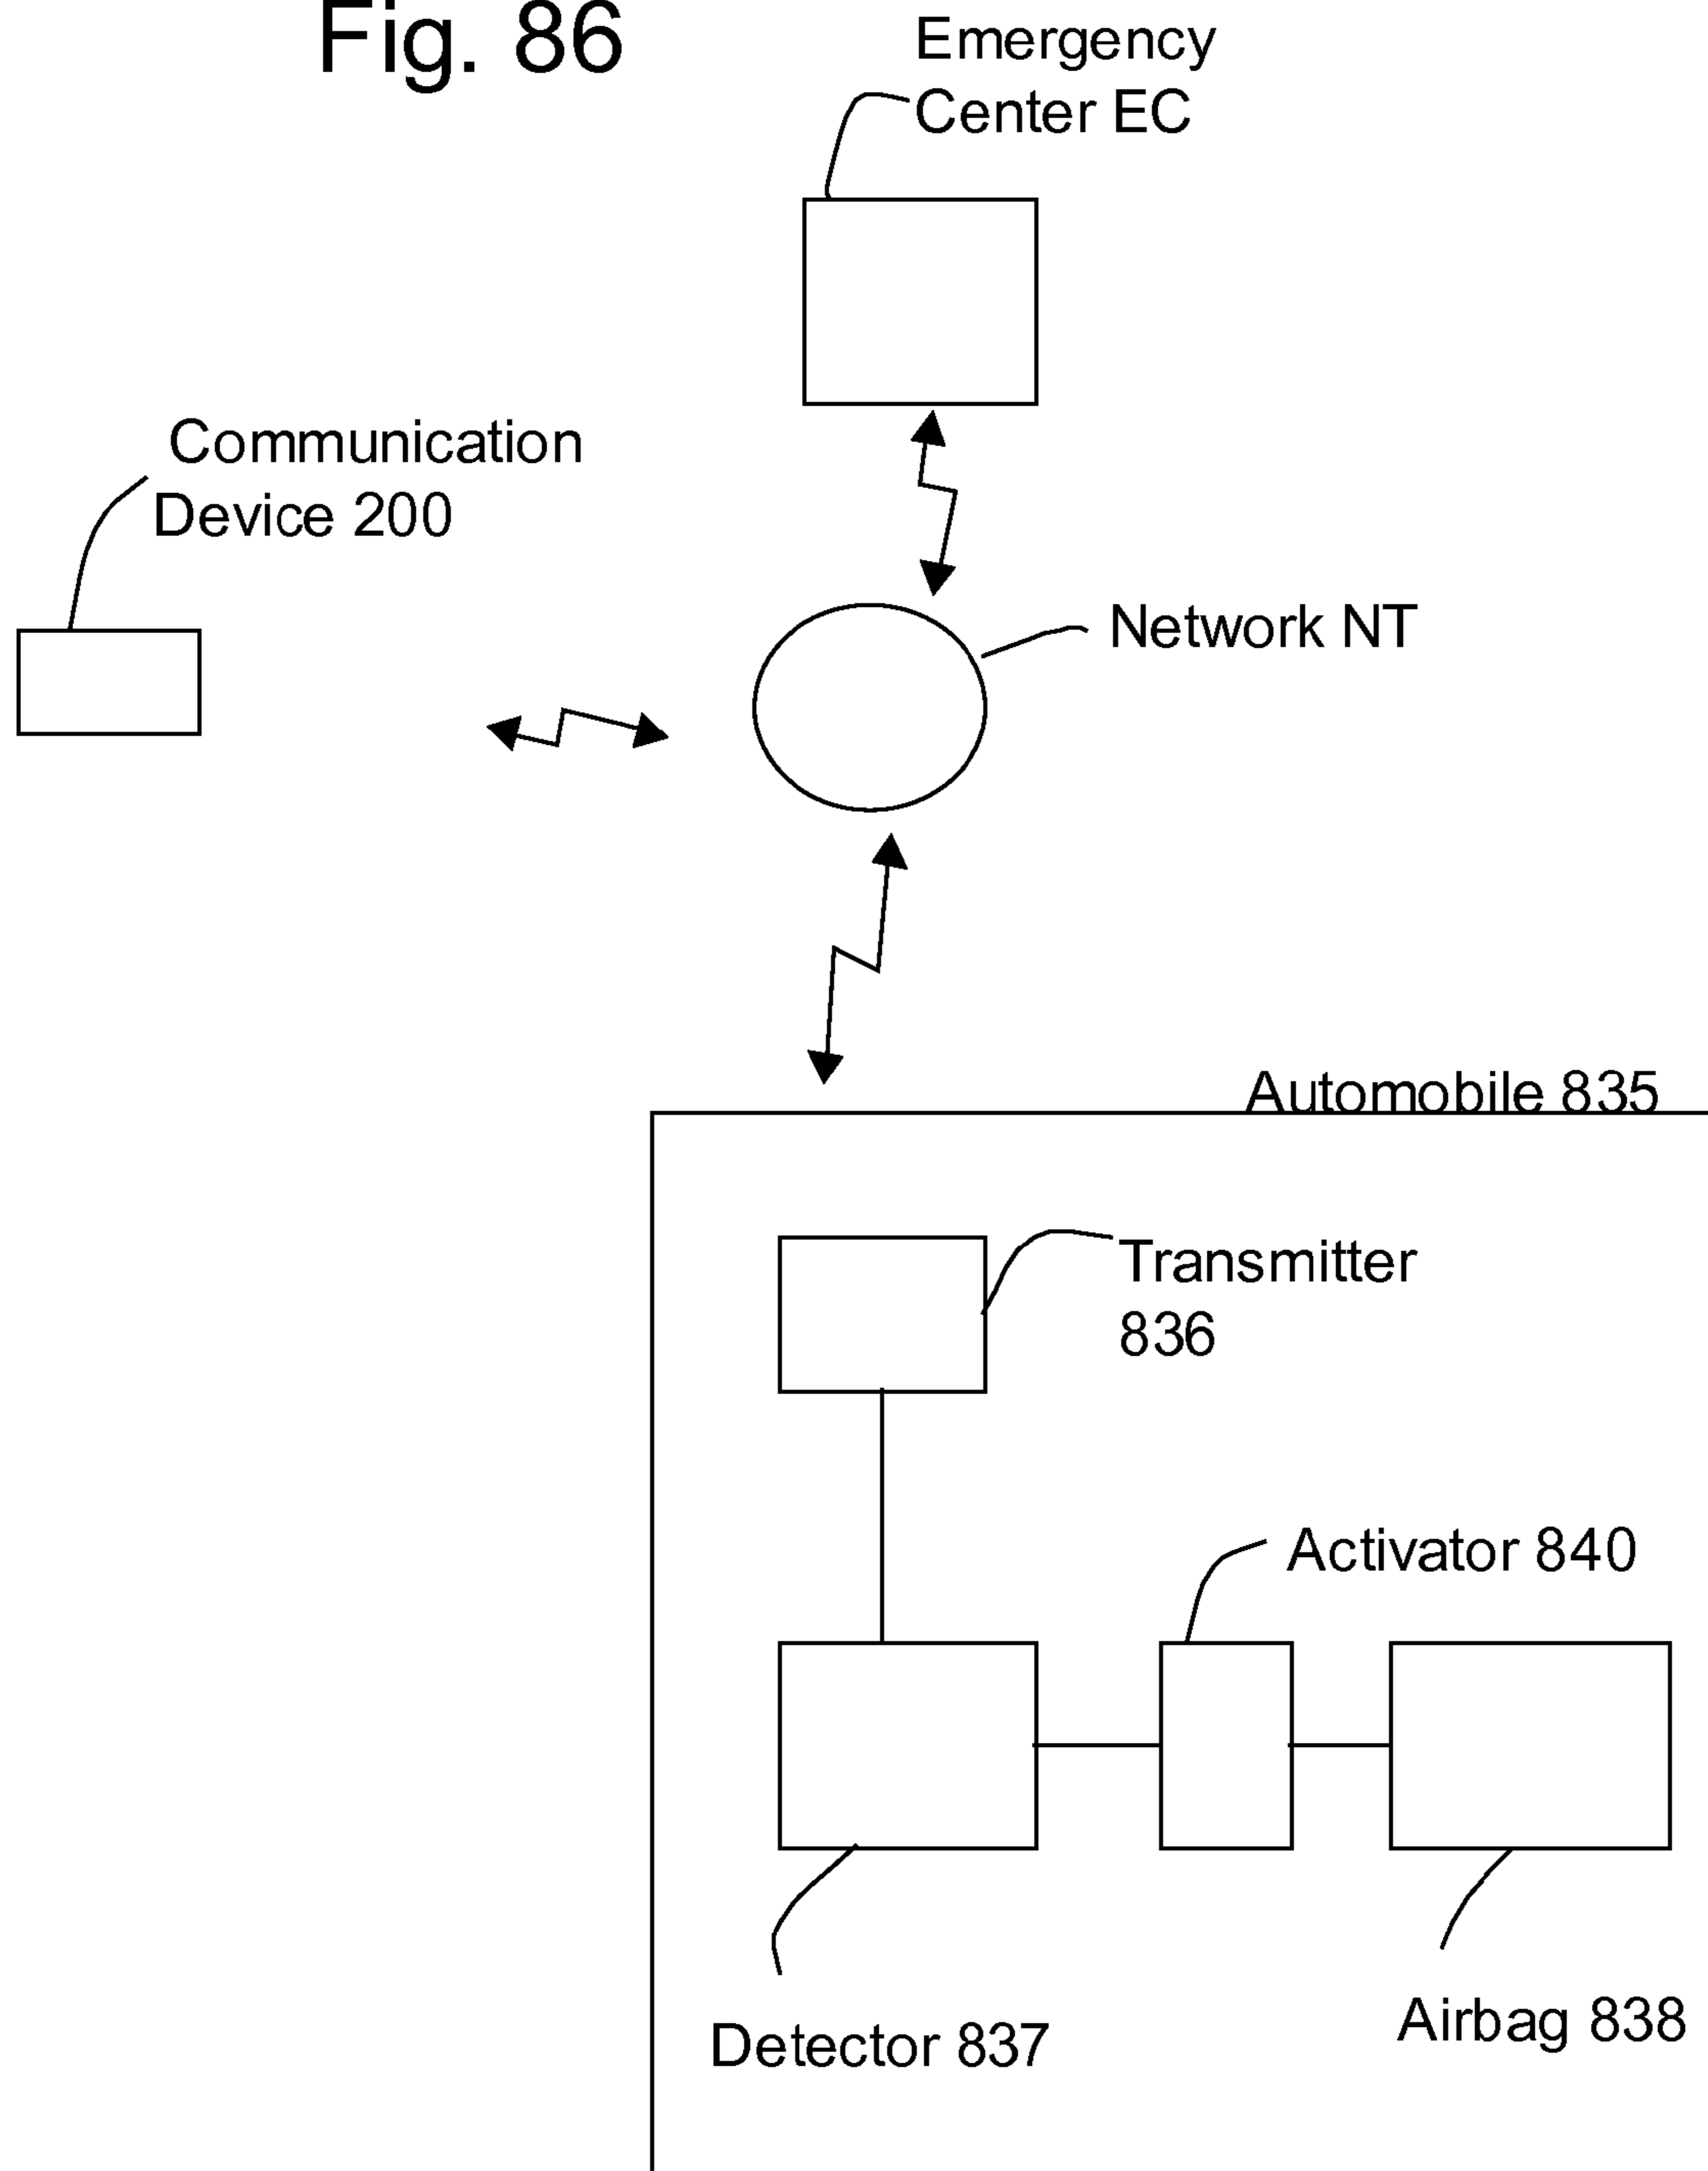 Fig. 86
Emergency
Center EC
Communication
Device 200
Network NT
Automobile 835
Transmitter
836
Activator 840
Airbag 838
Detector 837